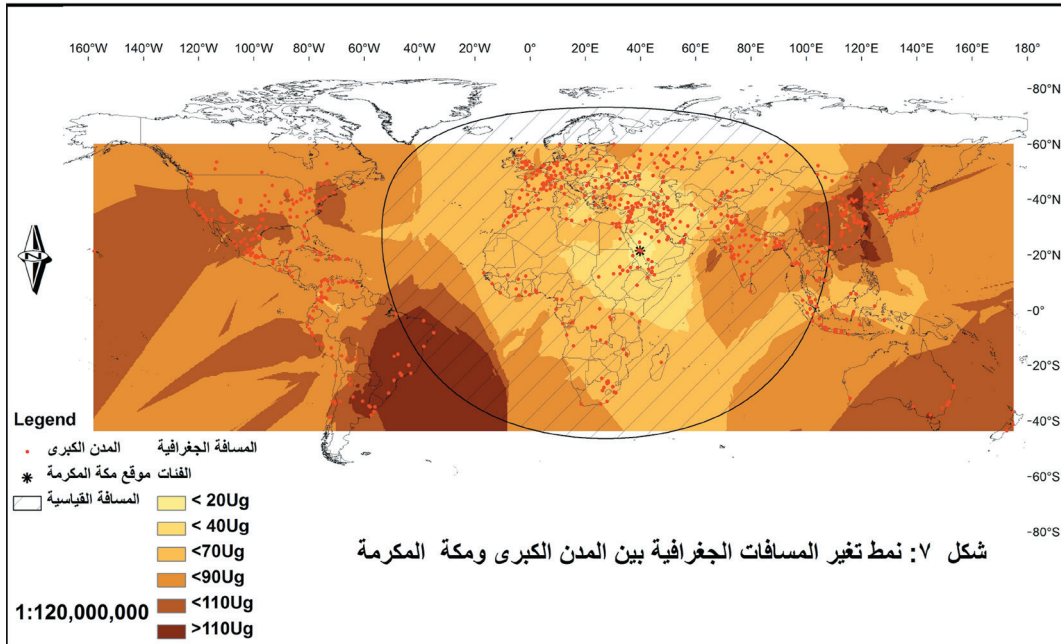 160°W 140°W 120°W 100°W 80°W 60°W 40°W 20°W 0° 20°E 40°E 60°E 80°E 100°E 120°E 140°E 160°E 180°
80°N
60°N
40°N
20°N
0°
20°S
40°S
60°S
80°S
N
Legend
المدن الكبرى المسافة الجغرافية
موقع مكة المكرمة الفئات
المسافة القياسية < 20Ug
< 40Ug
<70Ug
<90Ug
<110Ug
>110Ug
1:120,000,000
شكل ٧: نمط تغير المسافات الجغرافية بين المدن الكبرى ومكة المكرمة